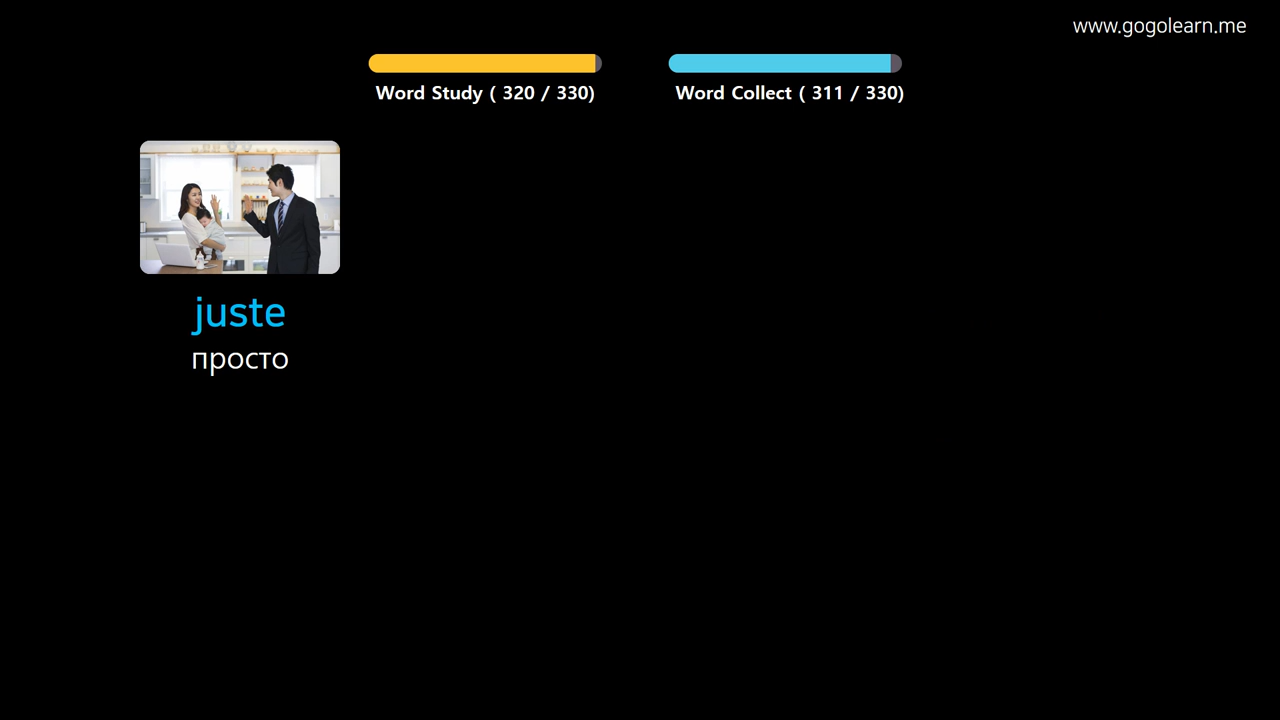 www.gogolearn.me
Word Study ( 320 / 330)
Word Collect ( 311 / 330)
juste
просто